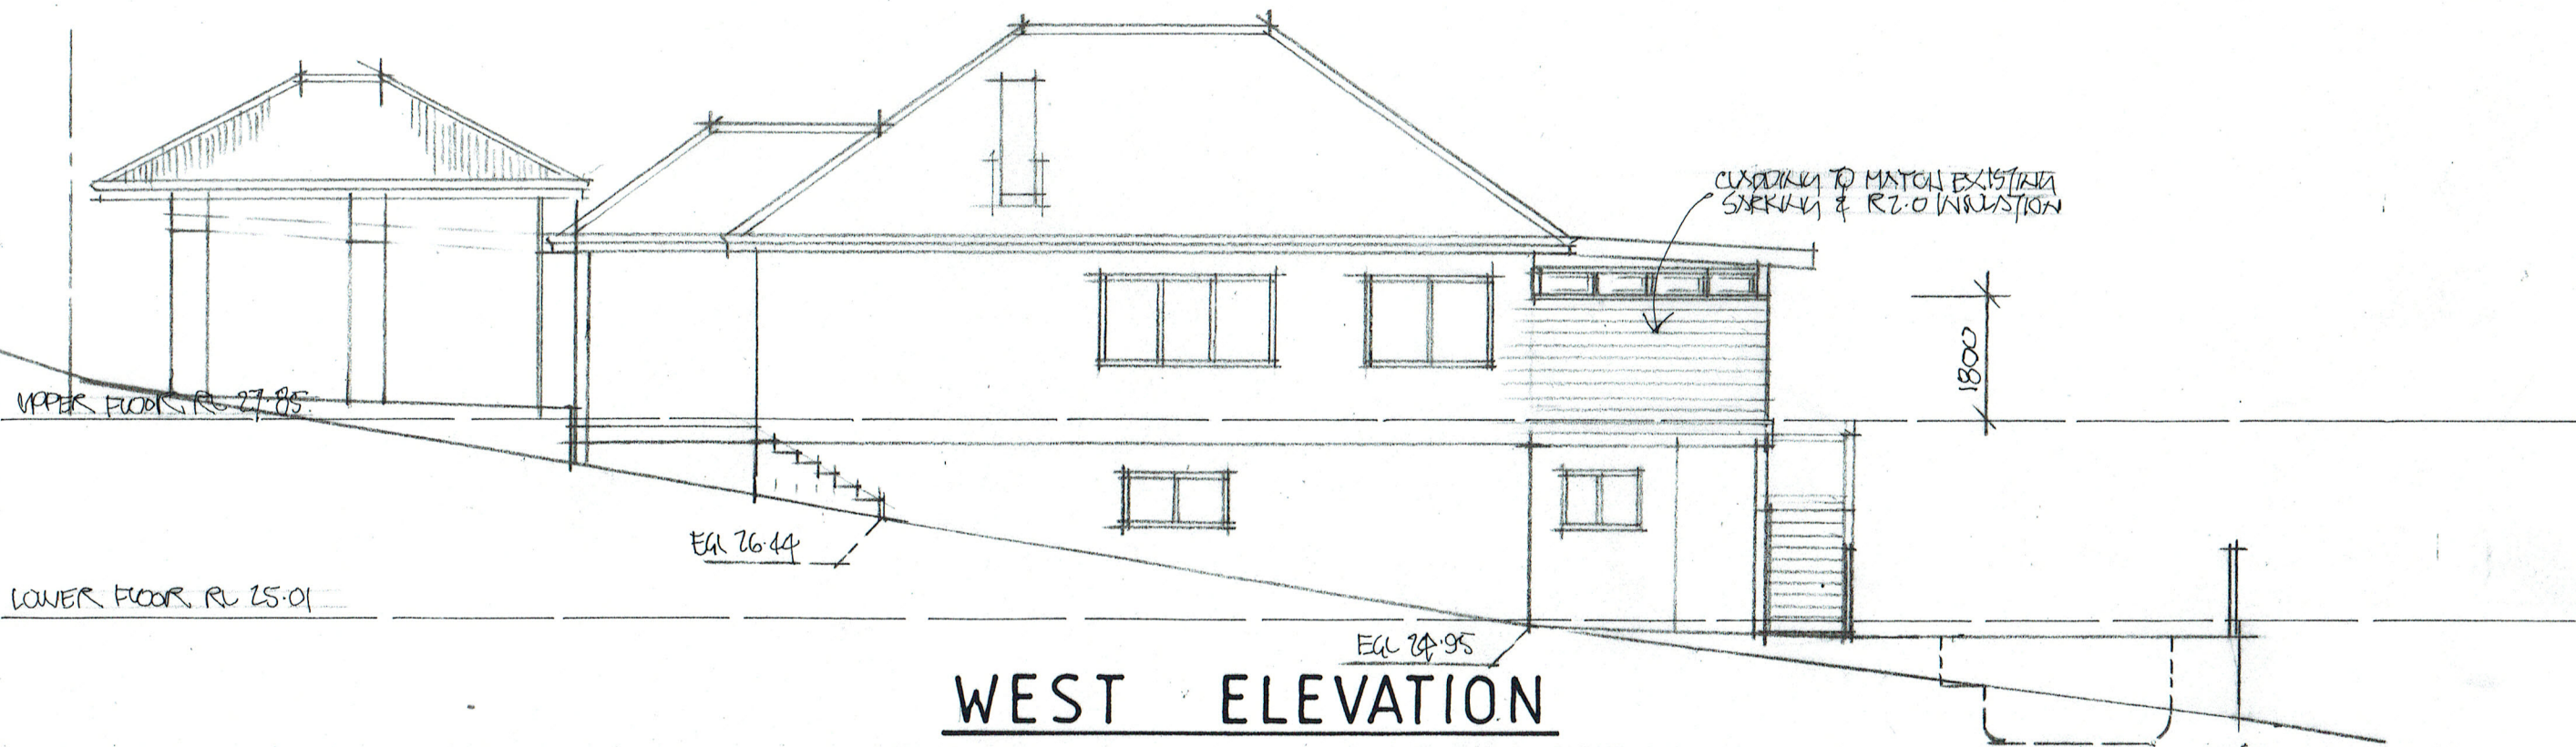 CLADDING TO MATCH EXISTING
SARKING & R2.0 INSULATION
1800
UPPER FLOOR RL 27.85
EGL 26.44
LOWER FLOOR RL 25.01
EGL 24.95
WEST ELEVATION